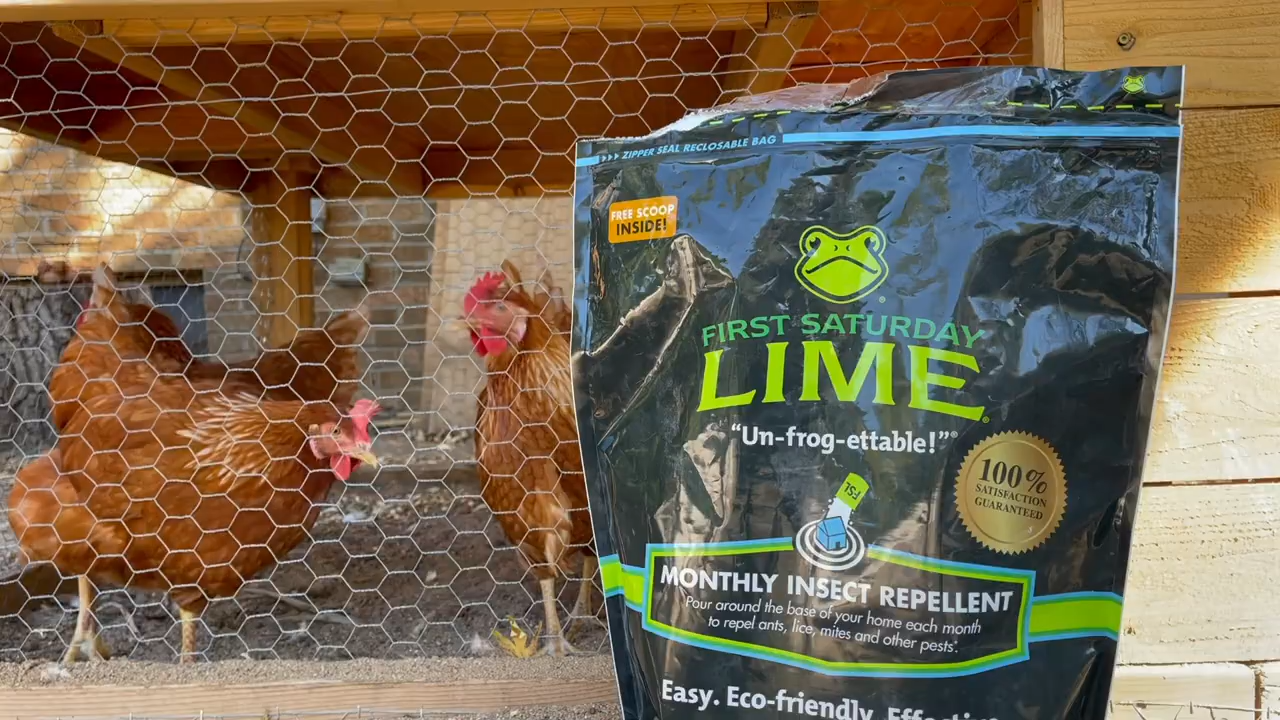 >>> ZIPPER SEAL RECLOSABLE BAG
FREE SCOOP
INSIDE!
FIRST SATURDAY
LIME®
"Un-frog-ettable!"®
FSL
100%
SATISFACTION
GUARANTEED
MONTHLY INSECT REPELLENT
Pour around the base of your home each month
to repel ants, lice, mites and other pests.
Easy. Eco-friendly. Effective